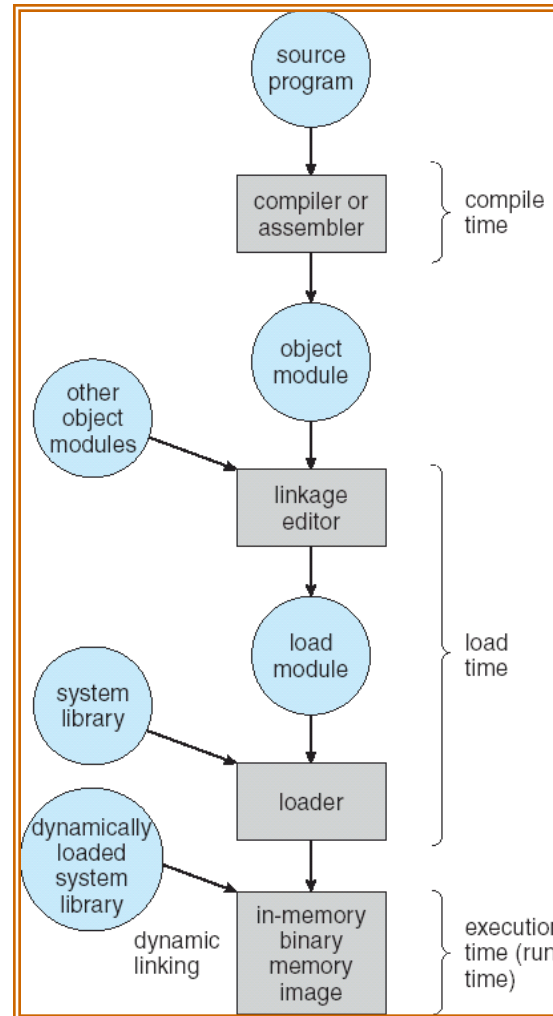 source
program
compiler or
assembler
compile
time
object
module
other
object
modules
linkage
editor
load
module
load
time
system
library
loader
dynamically
loaded
system
library
dynamic
linking
in-memory
binary
memory
image
execution
time (run
time)